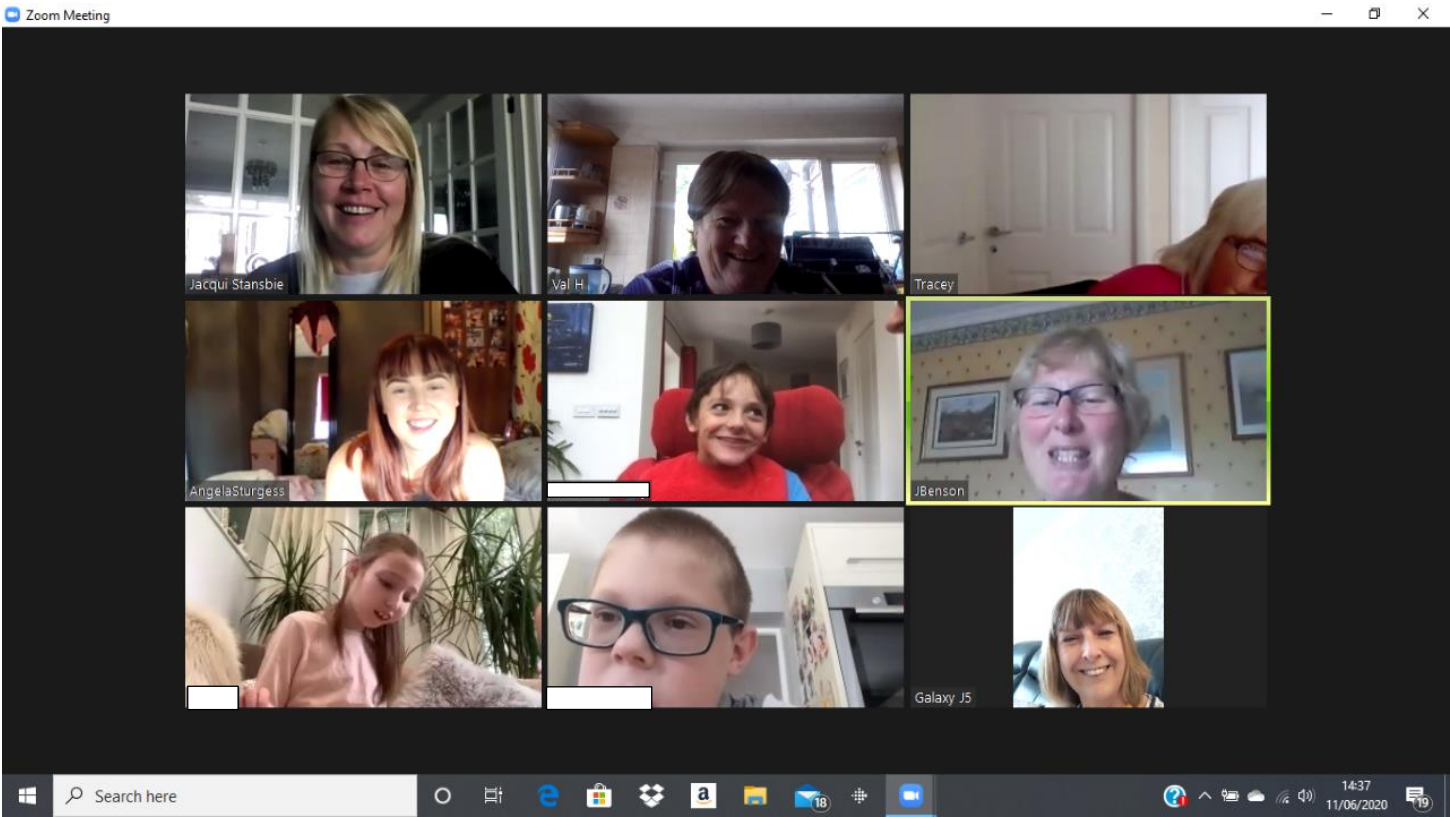 Zoom Meeting
Jacqui Stansbie
Val H
Tracey
AngelaSturgess
JBenson
Galaxy J5
Search here
a
18
14:37
11/06/2020
19